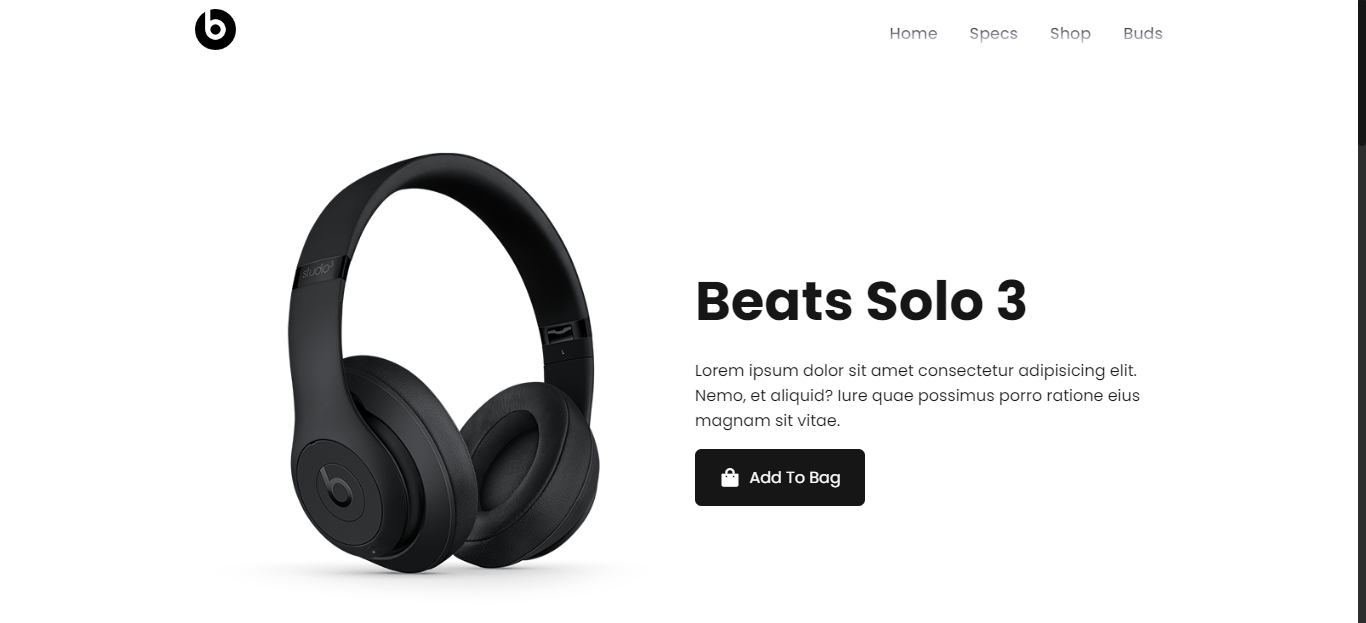 Home Specs Shop Buds
studio3
Beats Solo 3
L
Lorem ipsum dolor sit amet consectetur adipisicing elit.
Nemo, et aliquid? Iure quae possimus porro ratione eius
magnam sit vitae.
Add To Bag